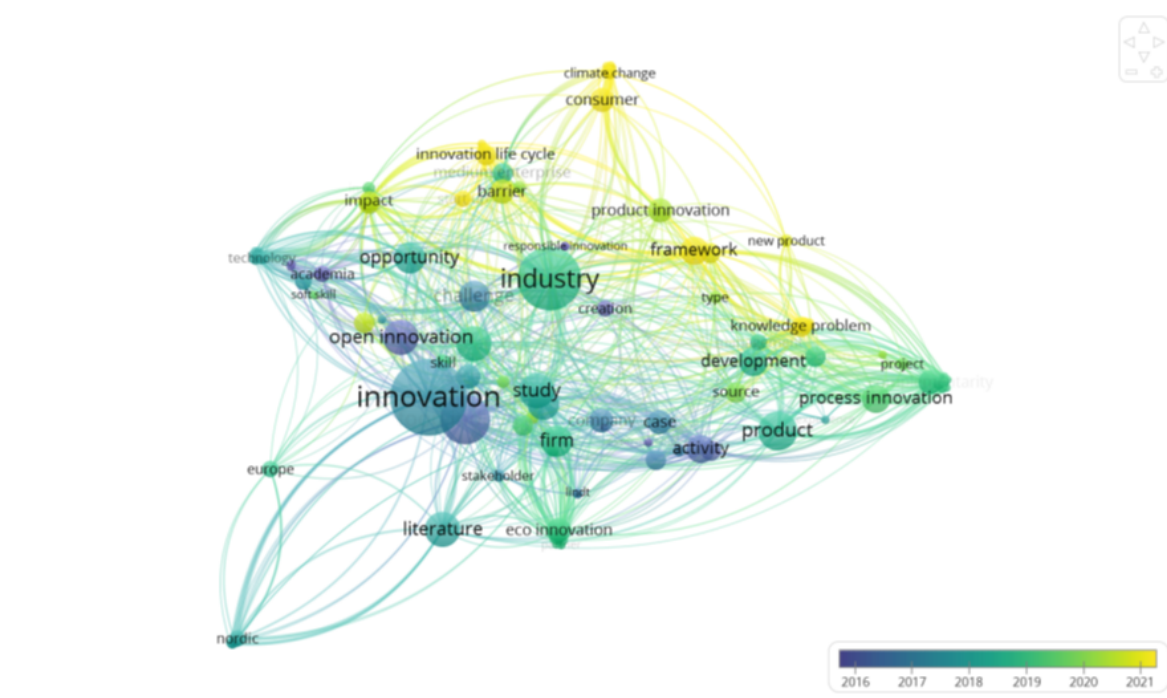 climate change
consumer
innovation life cycle
medium enterprise
barrier
impact
product innovation
new product
responsible innovation
framework
technology
opportunity
academia
industry
soft skill
challenge
type
creation
knowledge problem
open innovation
skill
development
project
innovation
study
source
process innovation
company
case
product
firm
activity
europe
stakeholder
lindt
literature
eco innovation
nordic
2016 2017 2018 2019 2020 2021